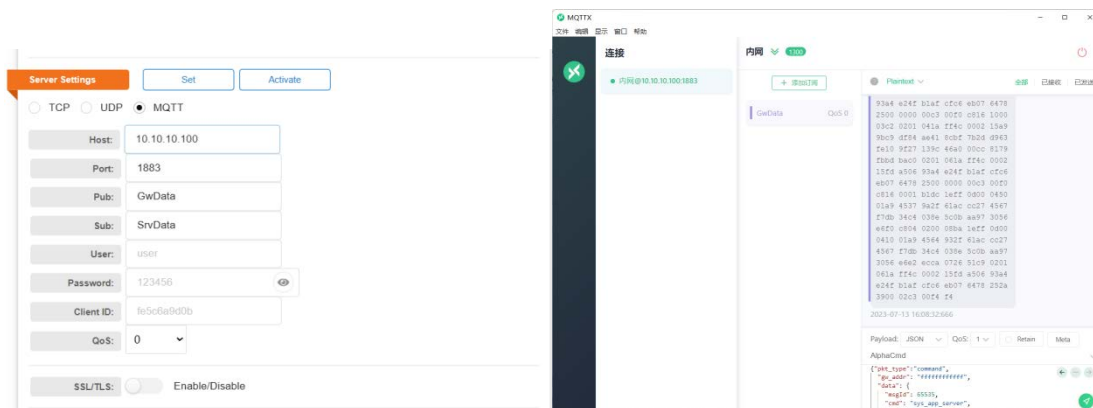 Server Settings
Set
Activate
TCP
UDP
MQTT
Host:
10.10.10.100
Port:
1883
Pub:
GwData
Sub:
SrvData
User:
user
Password:
123456
Client ID:
fe5c6a9d0b
QoS:
0
SSL/TLS:
Enable/Disable
MQTTX
文件 编辑 显示 窗口 帮助
连接
内网@10.10.10.100:1883
内网
1300
+ 添加订阅
GwData
QoS 0
Plaintext
全部 已接收 已发送
93a4 e24f b1af cfc6 eb07 6478
2500 0000 00c3 00f0 c816 1000
03c2 0201 041a ff4c 0002 15a9
9bc9 df84 ae41 0cbf 7b2d d963
fe10 9f27 139c 46a0 00cc 8179
fbbd bac0 0201 061a ff4c 0002
15fd a506 93a4 e24f b1af cfc6
eb07 6478 2500 0000 00c3 00f0
c816 0001 b1dc 1eff 0d00 0450
01a9 4537 9a2f 61ac cc27 4567
f7db 34c4 038e 5c0b aa97 3056
e6f0 c804 0200 08ba 1eff 0d00
0410 01a9 4564 932f 61ac cc27
4567 f7db 34c4 038e 5c0b aa97
3056 e6e2 ecca 0726 51c9 0201
061a ff4c 0002 15fd a506 93a4
e24f b1af cfc6 eb07 6478 252a
3900 02c3 00f4 f4
2023-07-13 16:08:32:666
Payload: JSON
QoS: 1
Retain
Meta
AlphaCmd
{"pkt_type":"command",
"gw_addr": "ffffffffffff",
"data": {
"msgId": 65535,
"cmd": "sys_app_server",